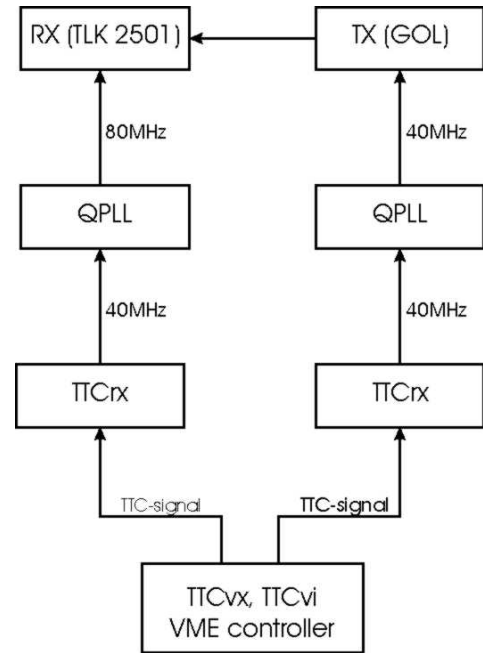 RX (TLK 2501)
TX (GOL)
80MHz
40MHz
QPLL
QPLL
40MHz
40MHz
TTCrx
TTCrx
TTC-signal
TTC-signal
TTCvx, TTCvi
VME controller